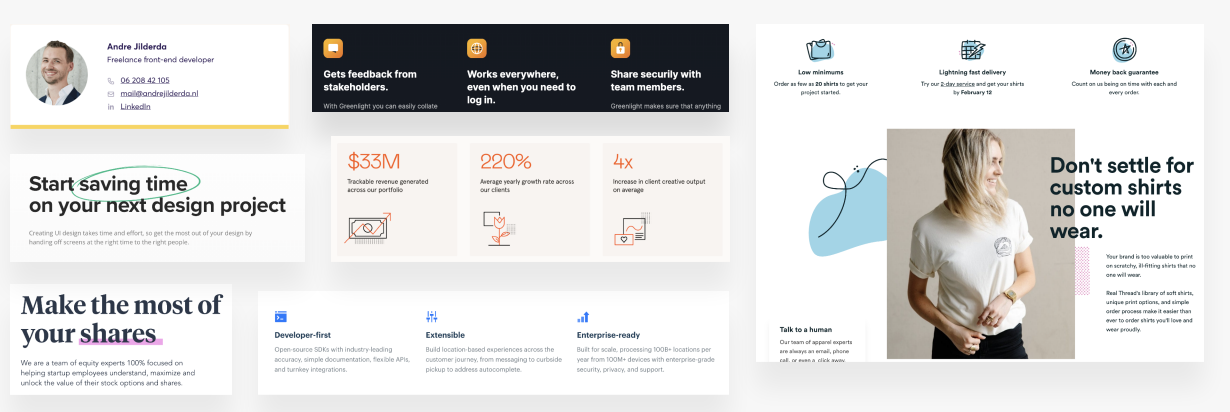 Andre Jilderda
Freelance front-end developer
06 208 42 105
mail@andrejilderda.nl
LinkedIn
Gets feedback from
stakeholders.
With Greenlight you can easily collate
Works everywhere,
even when you need to
log in.
Share securily with
team members.
Greenlight makes sure that anything
Start saving time
on your next design project
Creating UI design takes time and effort, so get the most out of your design by
handing off screens at the right time to the right people.
$33M
Trackable revenue generated
across our portfolio
220%
Average yearly growth rate across
our clients
4x
Increase in client creative output
on average
Make the most of
your shares
We are a team of equity experts 100% focused on
helping startup employees understand, maximize and
unlock the value of their stock options and shares.
Developer-first
Open-source SDKs with industry-leading
accuracy, simple documentation, flexible APIs,
and turnkey integrations.
Extensible
Build location-based experiences across the
customer journey, from messaging to curbside
pickup to address autocomplete.
Enterprise-ready
Built for scale, processing 100B+ locations per
year from 100M+ devices with enterprise-grade
security, privacy, and support.
Low minimums
Order as few as 20 shirts to get your
project started.
Lightning fast delivery
Try our 2-day service and get your shirts
by February 12
Money back guarantee
Count on us being on time with each and
every order.
Don't settle for
custom shirts
no one will
wear.
Your brand is too valuable to print
on scratchy, ill-fitting shirts that no
one will wear.
Real Thread's library of soft shirts,
unique print options, and simple
order process make it easier than
ever to order shirts you'll love and
wear proudly.
Talk to a human
Our team of apparel experts
are always an email, phone
call, or even a click away.